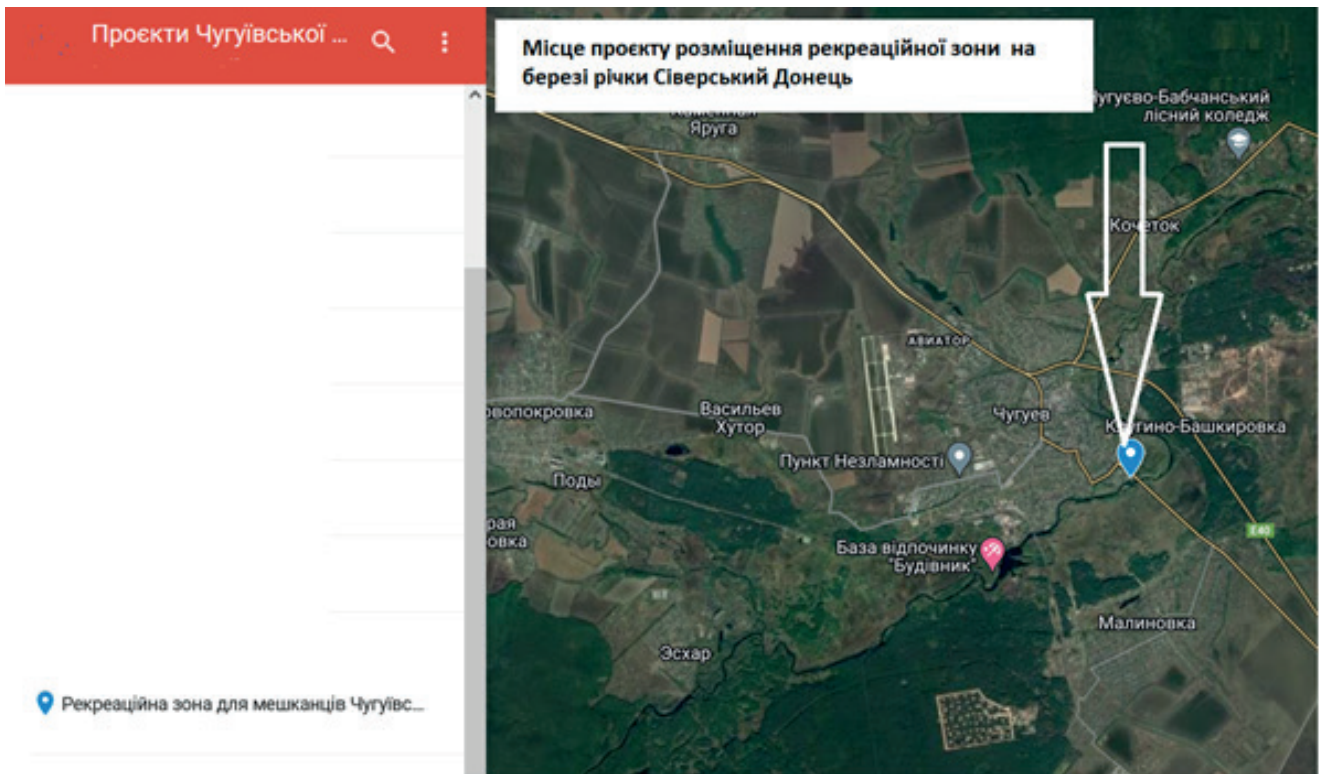 Проєкти Чугуївської ...
Місце проєкту розміщення рекреаційної зони на
березі річки Сіверський Донець
Яруга
Чугуєво-Бабчанський
лісний коледж
Кочеток
АВИАТОР
Васильев
Хутор
Чугуев
Пункт Незламності
Поды
База відпочинку
"Будівник"
E40
Малиновка
Эсхар
Рекреаційна зона для мешканців Чугуївс...